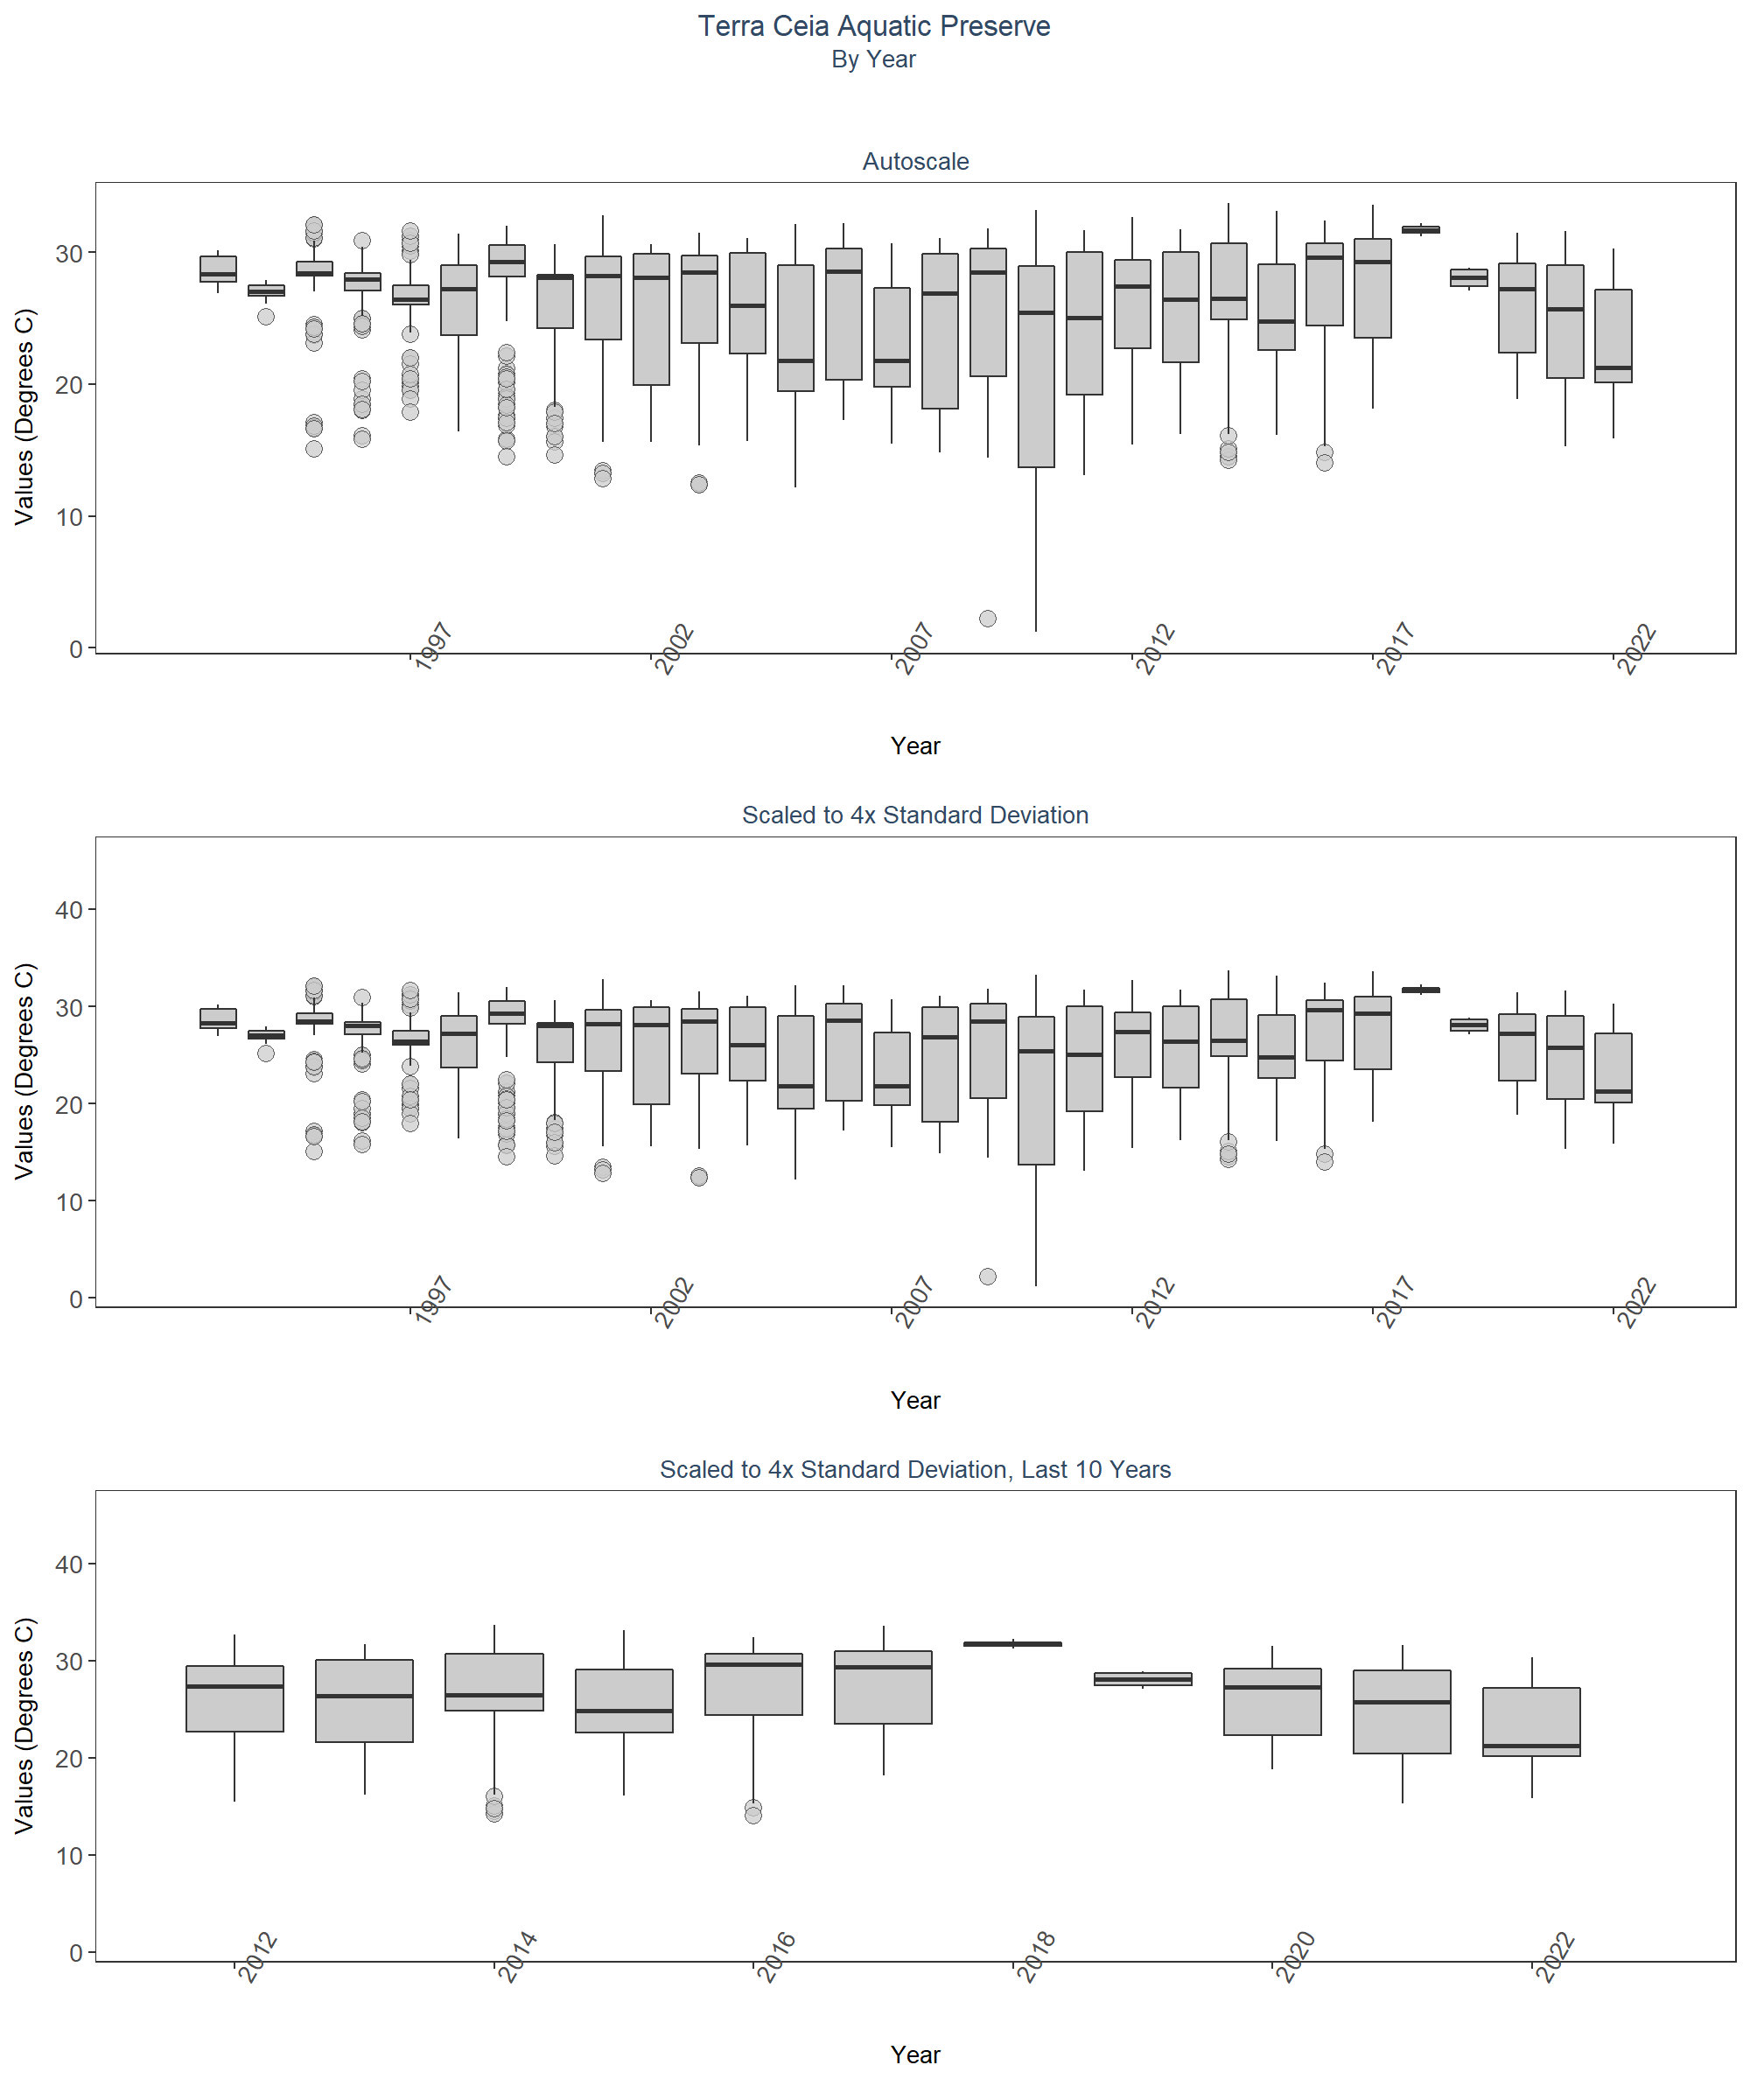 Terra Ceia Aquatic Preserve
By Year
Autoscale
Values (Degrees C)
30
20
10
0
1997 2002 2007 2012 2017 2022
Year
Scaled to 4x Standard Deviation
Values (Degrees C)
40
30
20
10
0
1997 2002 2007 2012 2017 2022
Year
Scaled to 4x Standard Deviation, Last 10 Years
Values (Degrees C)
40
30
20
10
0
2012 2014 2016 2018 2020 2022
Year